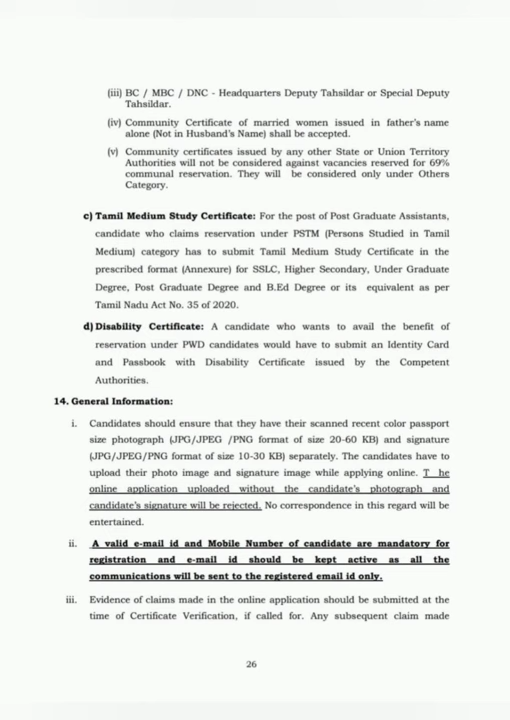 (iii) BC / MBC / DNC - Headquarters Deputy Tahsildar or Special Deputy
Tahsildar.
(iv) Community Certificate of married women issued in father's name
alone (Not in Husband's Name) shall be accepted.
(v) Community certificates issued by any other State or Union Territory
Authorities will not be considered against vacancies reserved for 69%
communal reservation. They will be considered only under Others
Category.
c) Tamil Medium Study Certificate: For the post of Post Graduate Assistants,
candidate who claims reservation under PSTM (Persons Studied in Tamil
Medium) category has to submit Tamil Medium Study Certificate in the
prescribed format (Annexure) for SSLC, Higher Secondary, Under Graduate
Degree, Post Graduate Degree and B.Ed Degree or its equivalent as per
Tamil Nadu Act No. 35 of 2020.
d) Disability Certificate: A candidate who wants to avail the benefit of
reservation under PWD candidates would have to submit an Identity Card
and Passbook with Disability Certificate issued by the Competent
Authorities.
14. General Information:
i. Candidates should ensure that they have their scanned recent color passport
size photograph (JPG/JPEG /PNG format of size 20-60 KB) and signature
(JPG/JPEG/PNG format of size 10-30 KB) separately. The candidates have to
upload their photo image and signature image while applying online. T he
online application uploaded without the candidate's photograph and
candidate's signature will be rejected. No correspondence in this regard will be
entertained.
ii. A valid e-mail id and Mobile Number of candidate are mandatory for
registration and e-mail id should be kept active as all the
communications will be sent to the registered email id only.
iii. Evidence of claims made in the online application should be submitted at the
time of Certificate Verification, if called for. Any subsequent claim made
26